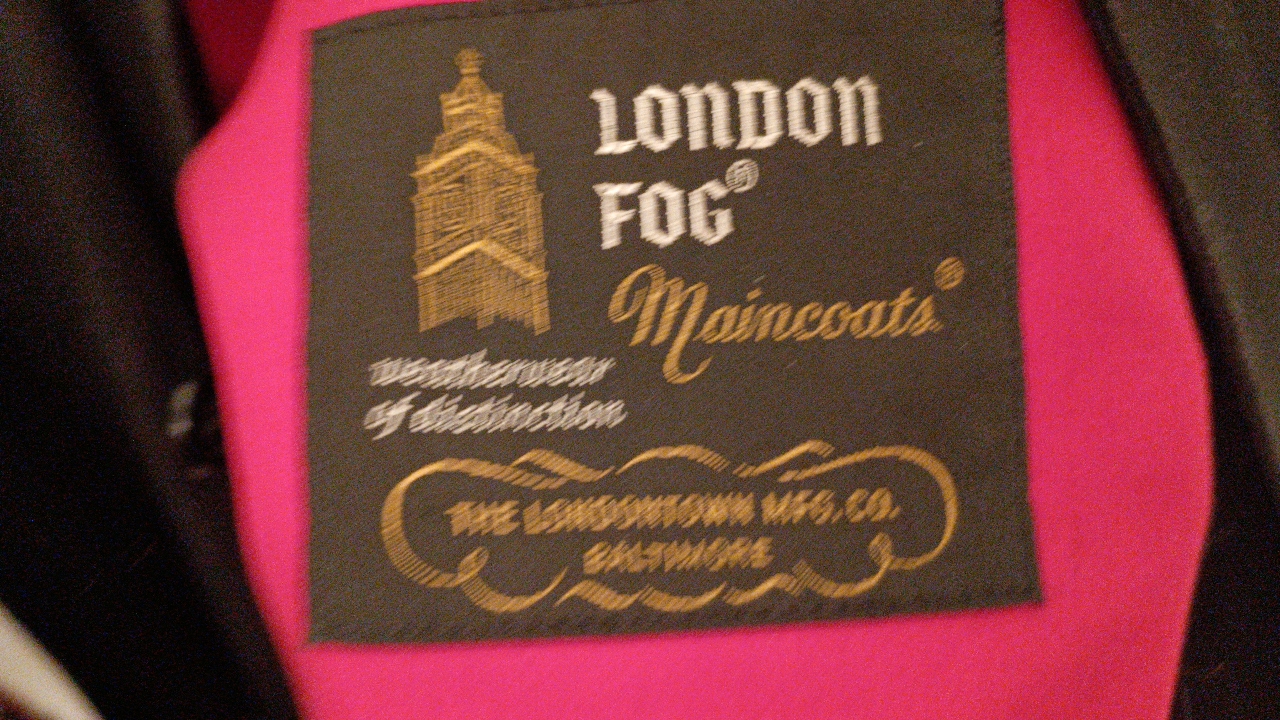 LONDON
FOG®
Maincoats®
weatherwear
of distinction
THE LONDONTOWN MFG. CO.
BALTIMORE